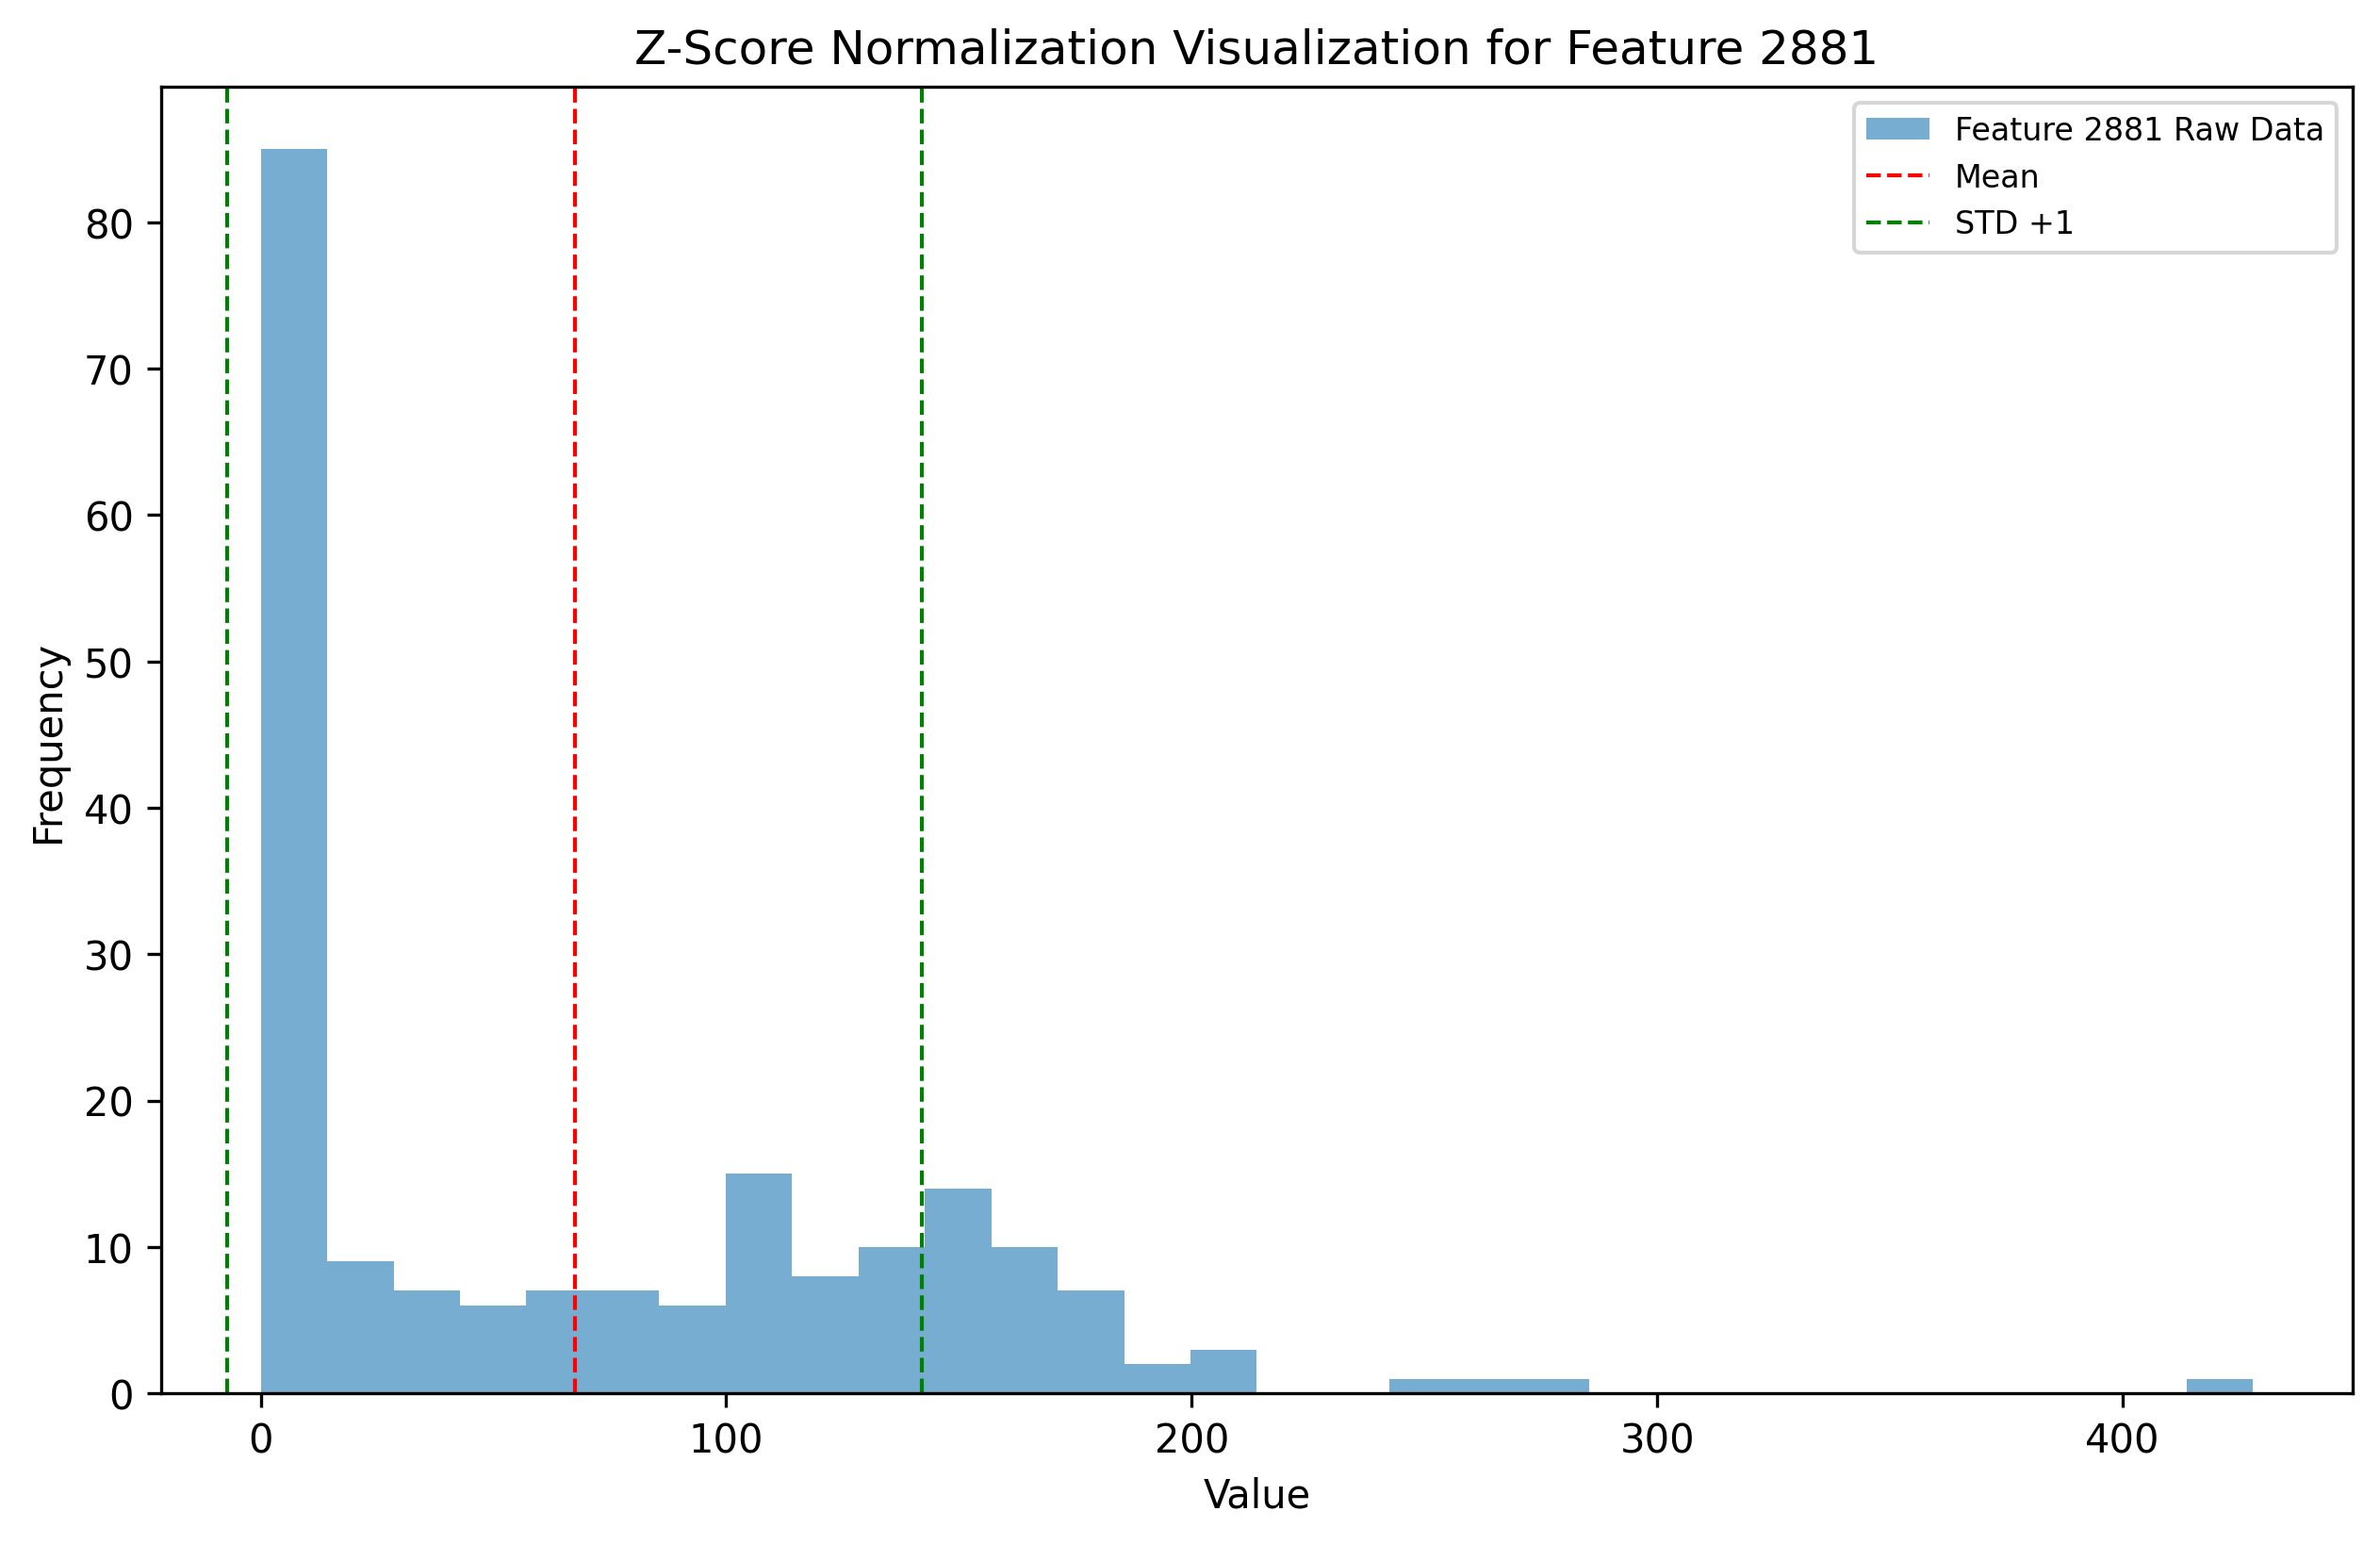 Z-Score Normalization Visualization for Feature 2881
Feature 2881 Raw Data
Mean
STD +1
80
70
60
50
40
30
20
10
0
Frequency
0 100 200 300 400
Value